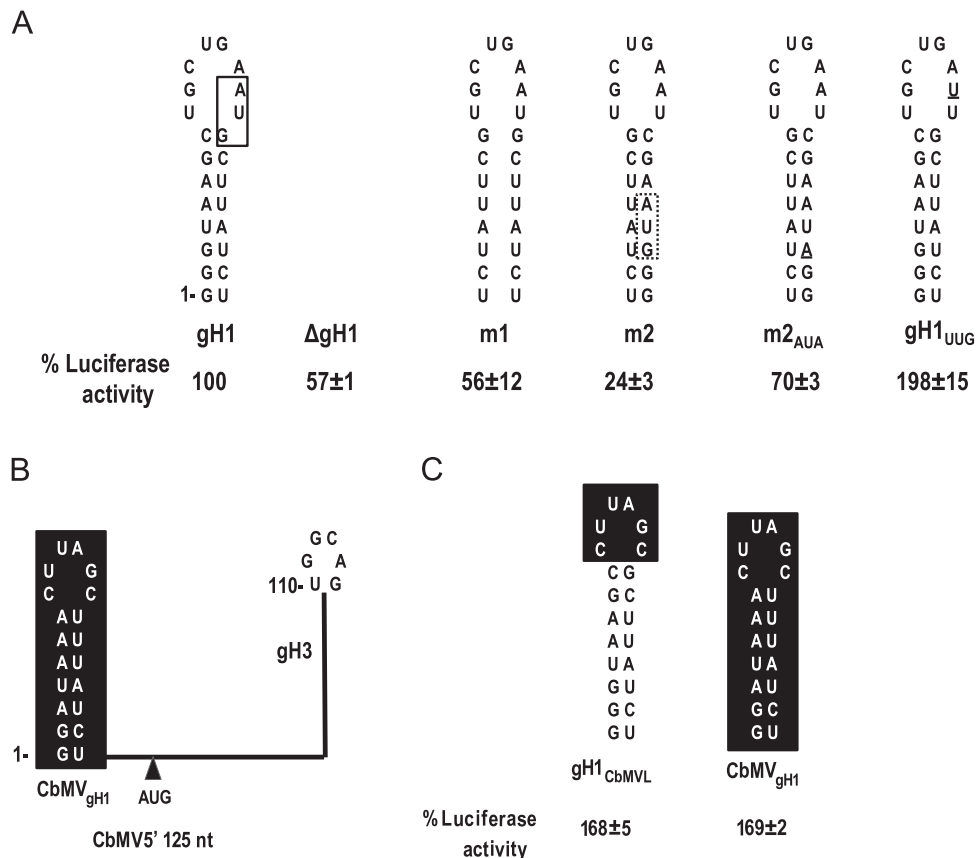 A
U G U G U G U G U G
C A C A C A C A C A
G A G A G A G A G U
U U U U U U U U U U
C G G G G C G C C G
G C C C C G C G G C
A U U U U A U A A U
A U U U U A U A A U
U A A A A U A U U A
G U U U U G U A G U
G C C C C G C G G C
1- G U U U U G U G G U
gH1 ΔgH1 m1 m2 m2AUA gH1UUG
% Luciferase activity 100 57±1 56±12 24±3 70±3 198±15
B
U A
U G
C C
A U
A U
A U
U A
A U
G C
1- G U
CbMVgH1
AUG
G C
G A
110- U G
gH3
CbMV5' 125 nt
C
U A
U G
C C
C G
G C
A U
A U
U A
G U
G C
G U
gH1CbMVL
U A
U G
C C
A U
A U
A U
U A
A U
G C
G U
CbMVgH1
% Luciferase activity 168±5 169±2